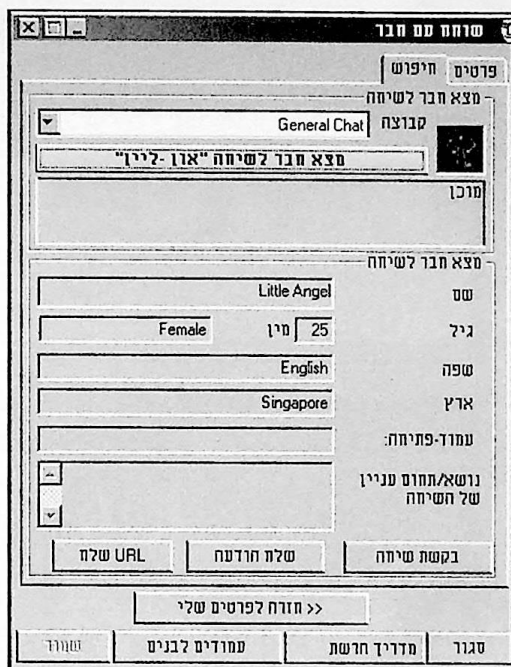 שוחח עם חבר
פרטים חיפוש
מצא חבר לשיחה
קבוצה General Chat
מצא חבר לשיחה "און -ליין"
מוכן
מצא חבר לשיחה
שם Little Angel
גיל 25 מין Female
שפה English
ארץ Singapore
עמוד-פתיחה:
נושא/תחום עניין
של השיחה
בקשת שיחה שלח הודעה שלח URL
<< חזרה לפרטים שלי
סגור מדריך חרשת עמודים לבנים שמור